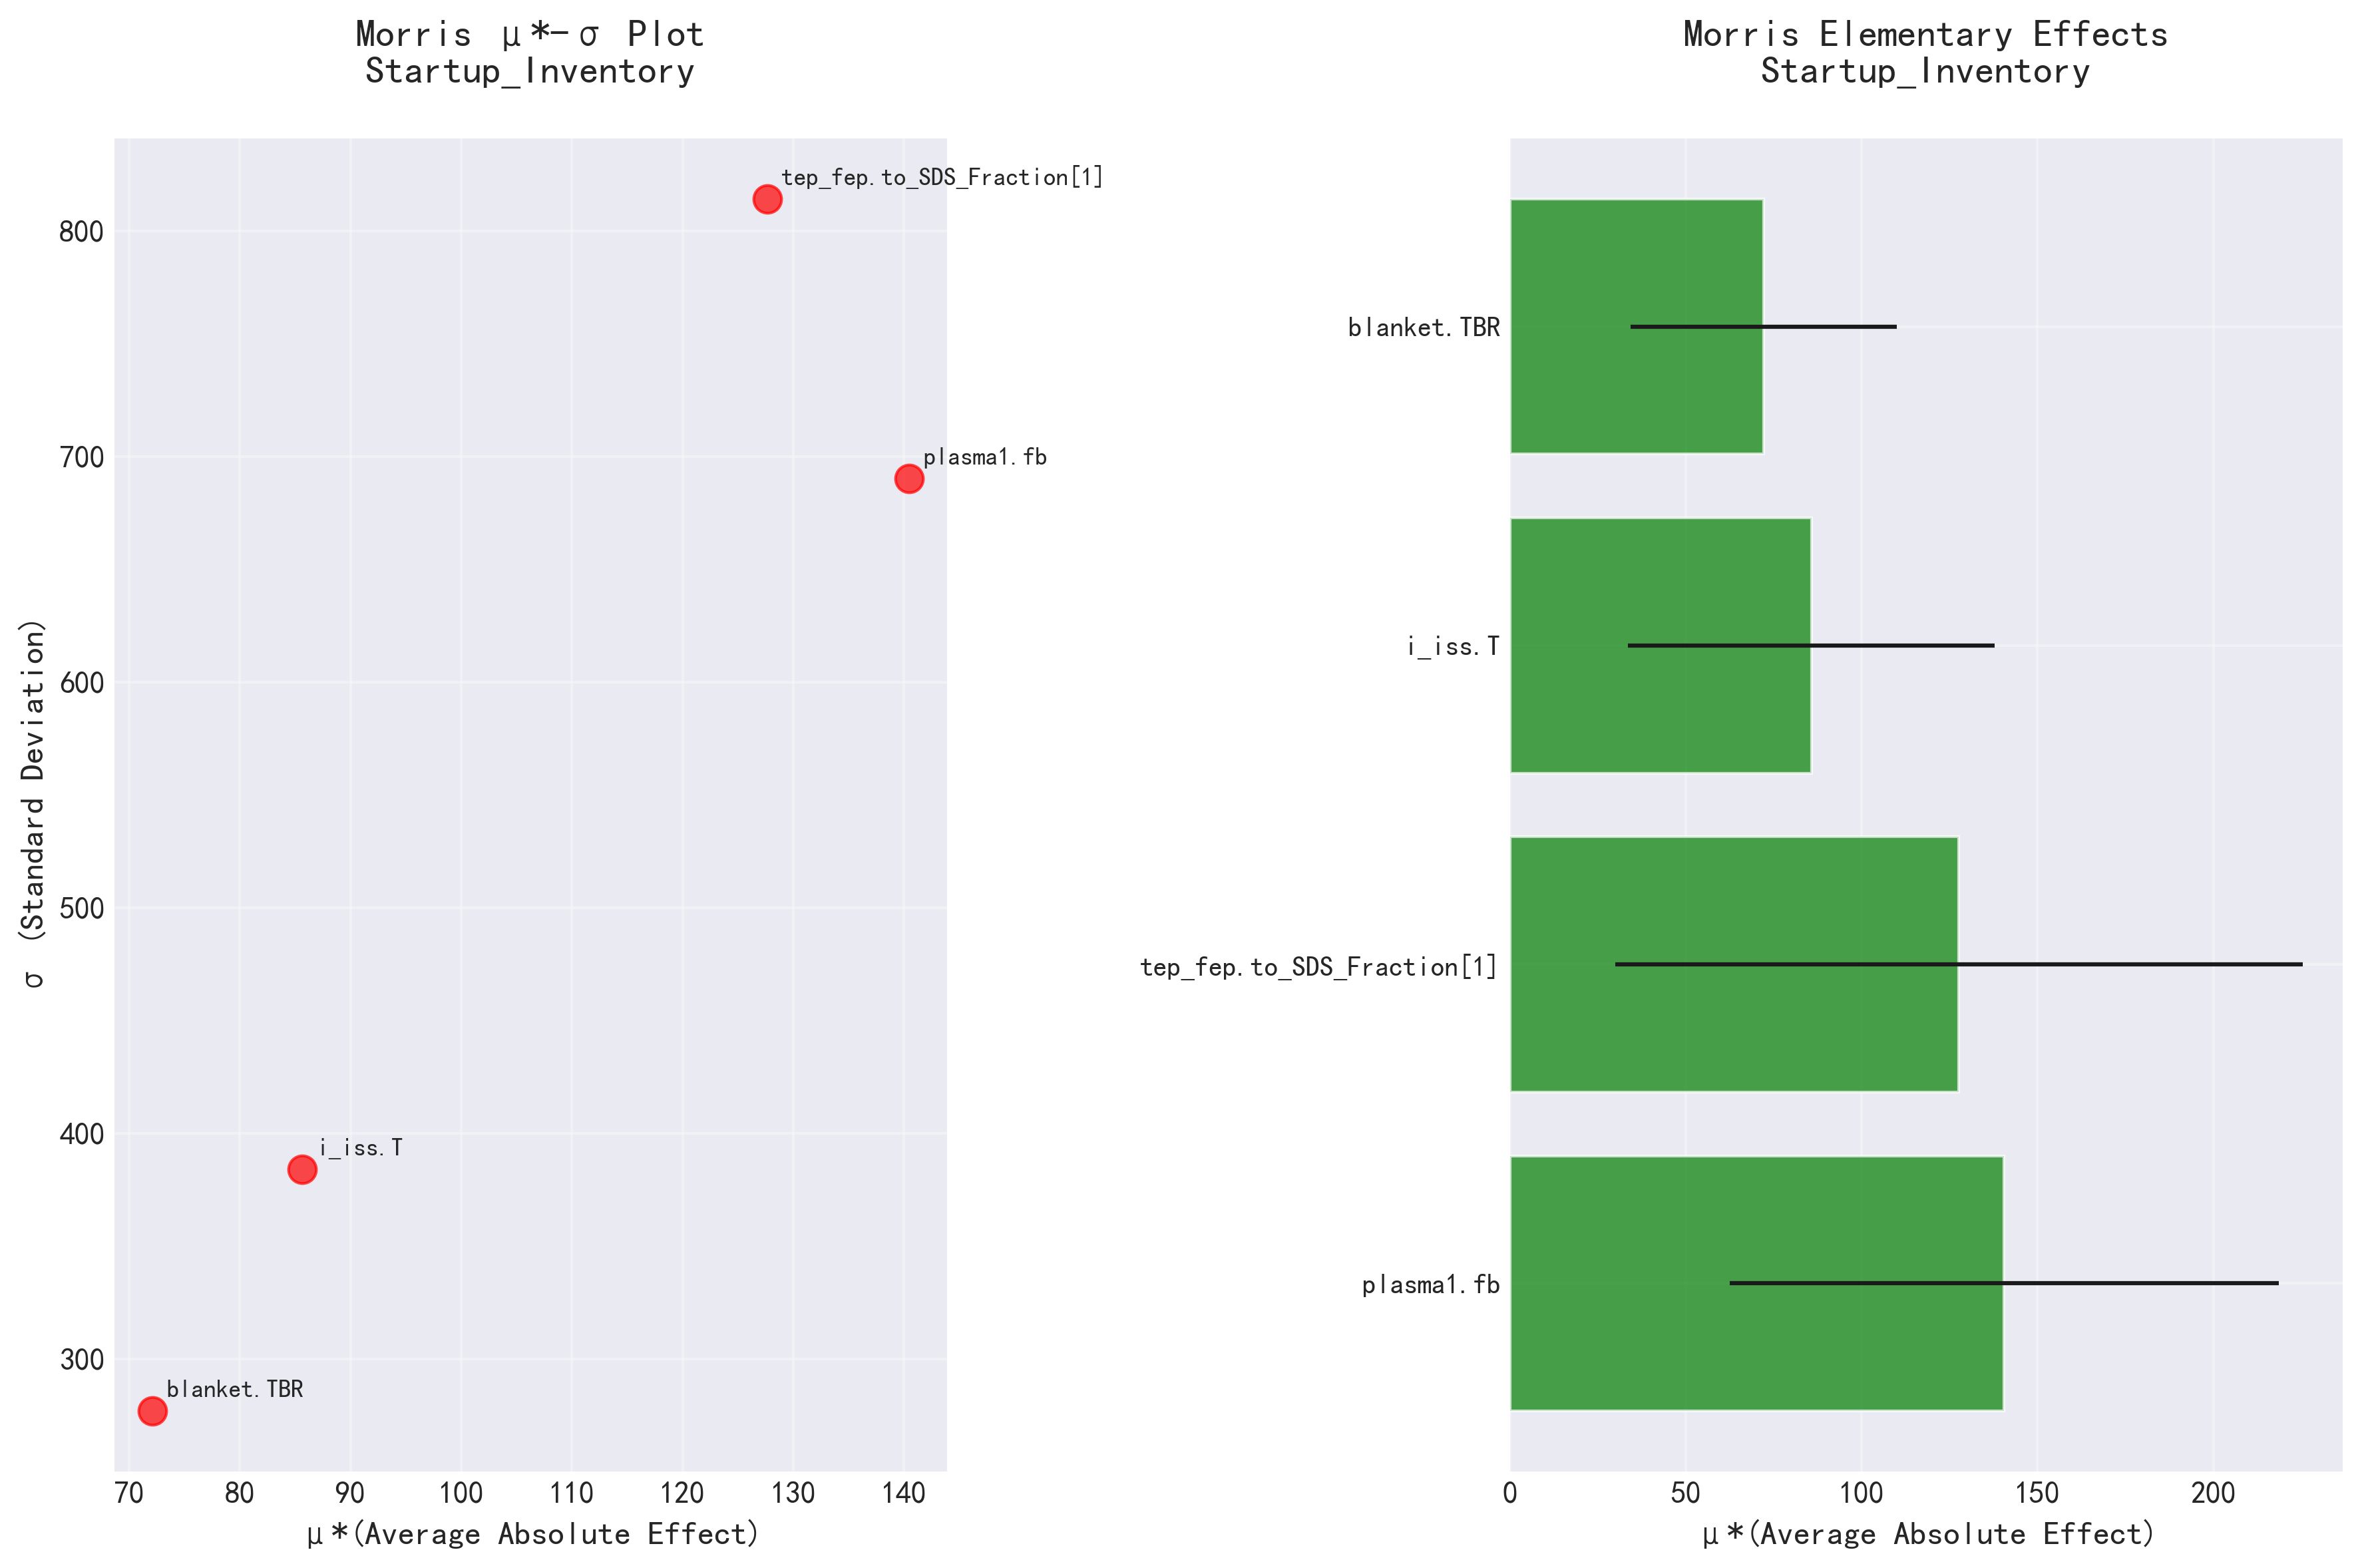 Morris μ*-σ Plot
Startup_Inventory
σ (Standard Deviation)
800
700
600
500
400
300
tep_fep.to_SDS_Fraction[1]
plasma1.fb
i_iss.T
blanket.TBR
70 80 90 100 110 120 130 140
μ*(Average Absolute Effect)
Morris Elementary Effects
Startup_Inventory
blanket.TBR
i_iss.T
tep_fep.to_SDS_Fraction[1]
plasma1.fb
0 50 100 150 200
μ*(Average Absolute Effect)